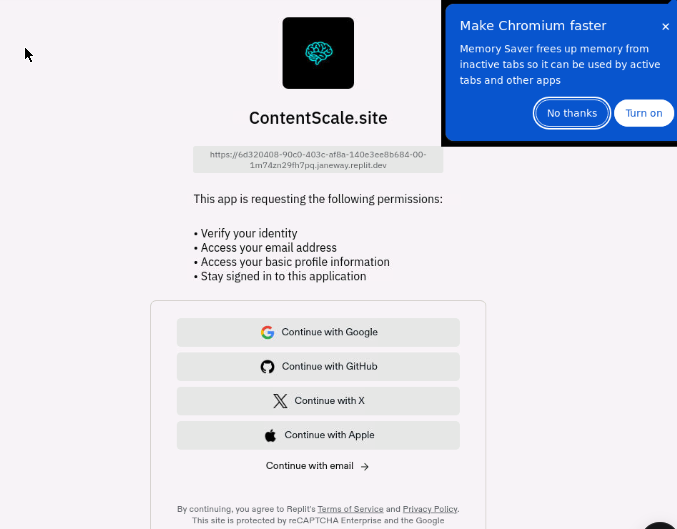 Make Chromium faster
×
Memory Saver frees up memory from
inactive tabs so it can be used by active
tabs and other apps
No thanks
Turn on
ContentScale.site
https://6d320408-90c0-403c-af8a-140e3ee8b684-00-
1m74zn29fh7pq.janeway.replit.dev
This app is requesting the following permissions:
• Verify your identity
• Access your email address
• Access your basic profile information
• Stay signed in to this application
Continue with Google
Continue with GitHub
Continue with X
Continue with Apple
Continue with email →
By continuing, you agree to Replit's Terms of Service and Privacy Policy.
This site is protected by reCAPTCHA Enterprise and the Google